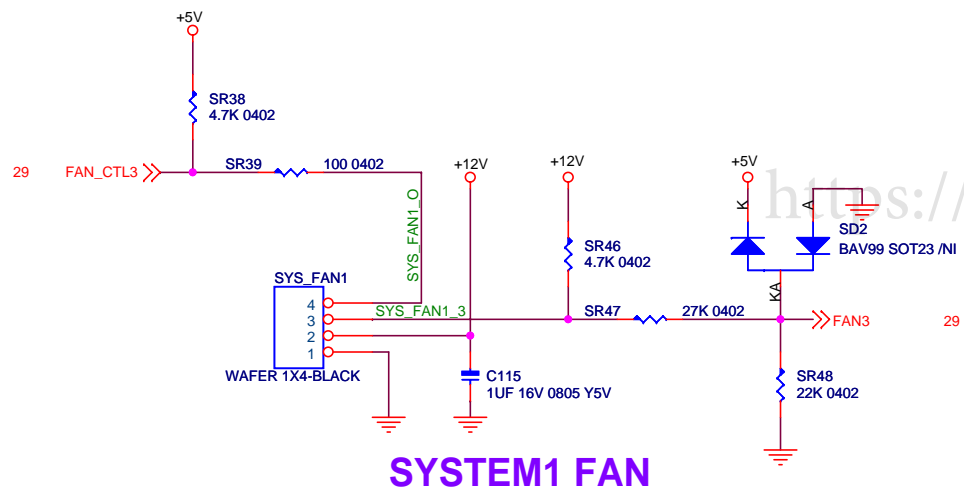 +5V
SR38
4.7K 0402
29 FAN_CTL3
SR39 100 0402
SYS_FAN1_O
+12V
+12V
+5V
https://
K
A
SD2
BAV99 SOT23 /NI
KA
SR46
4.7K 0402
SYS_FAN1
4
3
2
1
SYS_FAN1_3
SR47 27K 0402
FAN3 29
WAFER 1X4-BLACK
C115
1UF 16V 0805 Y5V
SR48
22K 0402
SYSTEM1 FAN